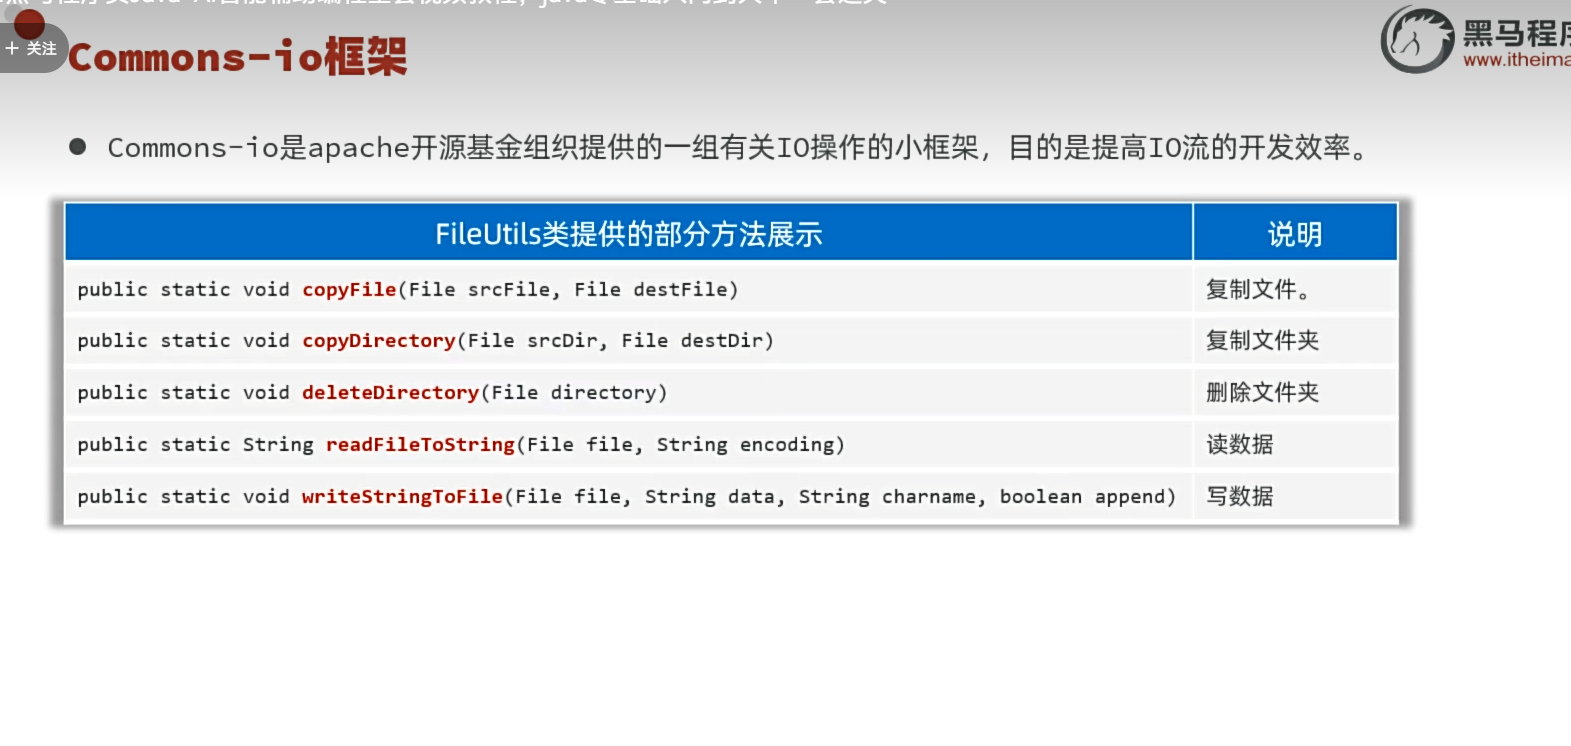 + 关注
Commons-io框架
黑马程序
www.itheima
● Commons-io是apache开源基金组织提供的一组有关IO操作的小框架，目的是提高IO流的开发效率。
FileUtils类提供的部分方法展示 说明
public static void copyFile(File srcFile, File destFile) 复制文件。
public static void copyDirectory(File srcDir, File destDir) 复制文件夹
public static void deleteDirectory(File directory) 删除文件夹
public static String readFileToString(File file, String encoding) 读数据
public static void writeStringToFile(File file, String data, String charname, boolean append) 写数据